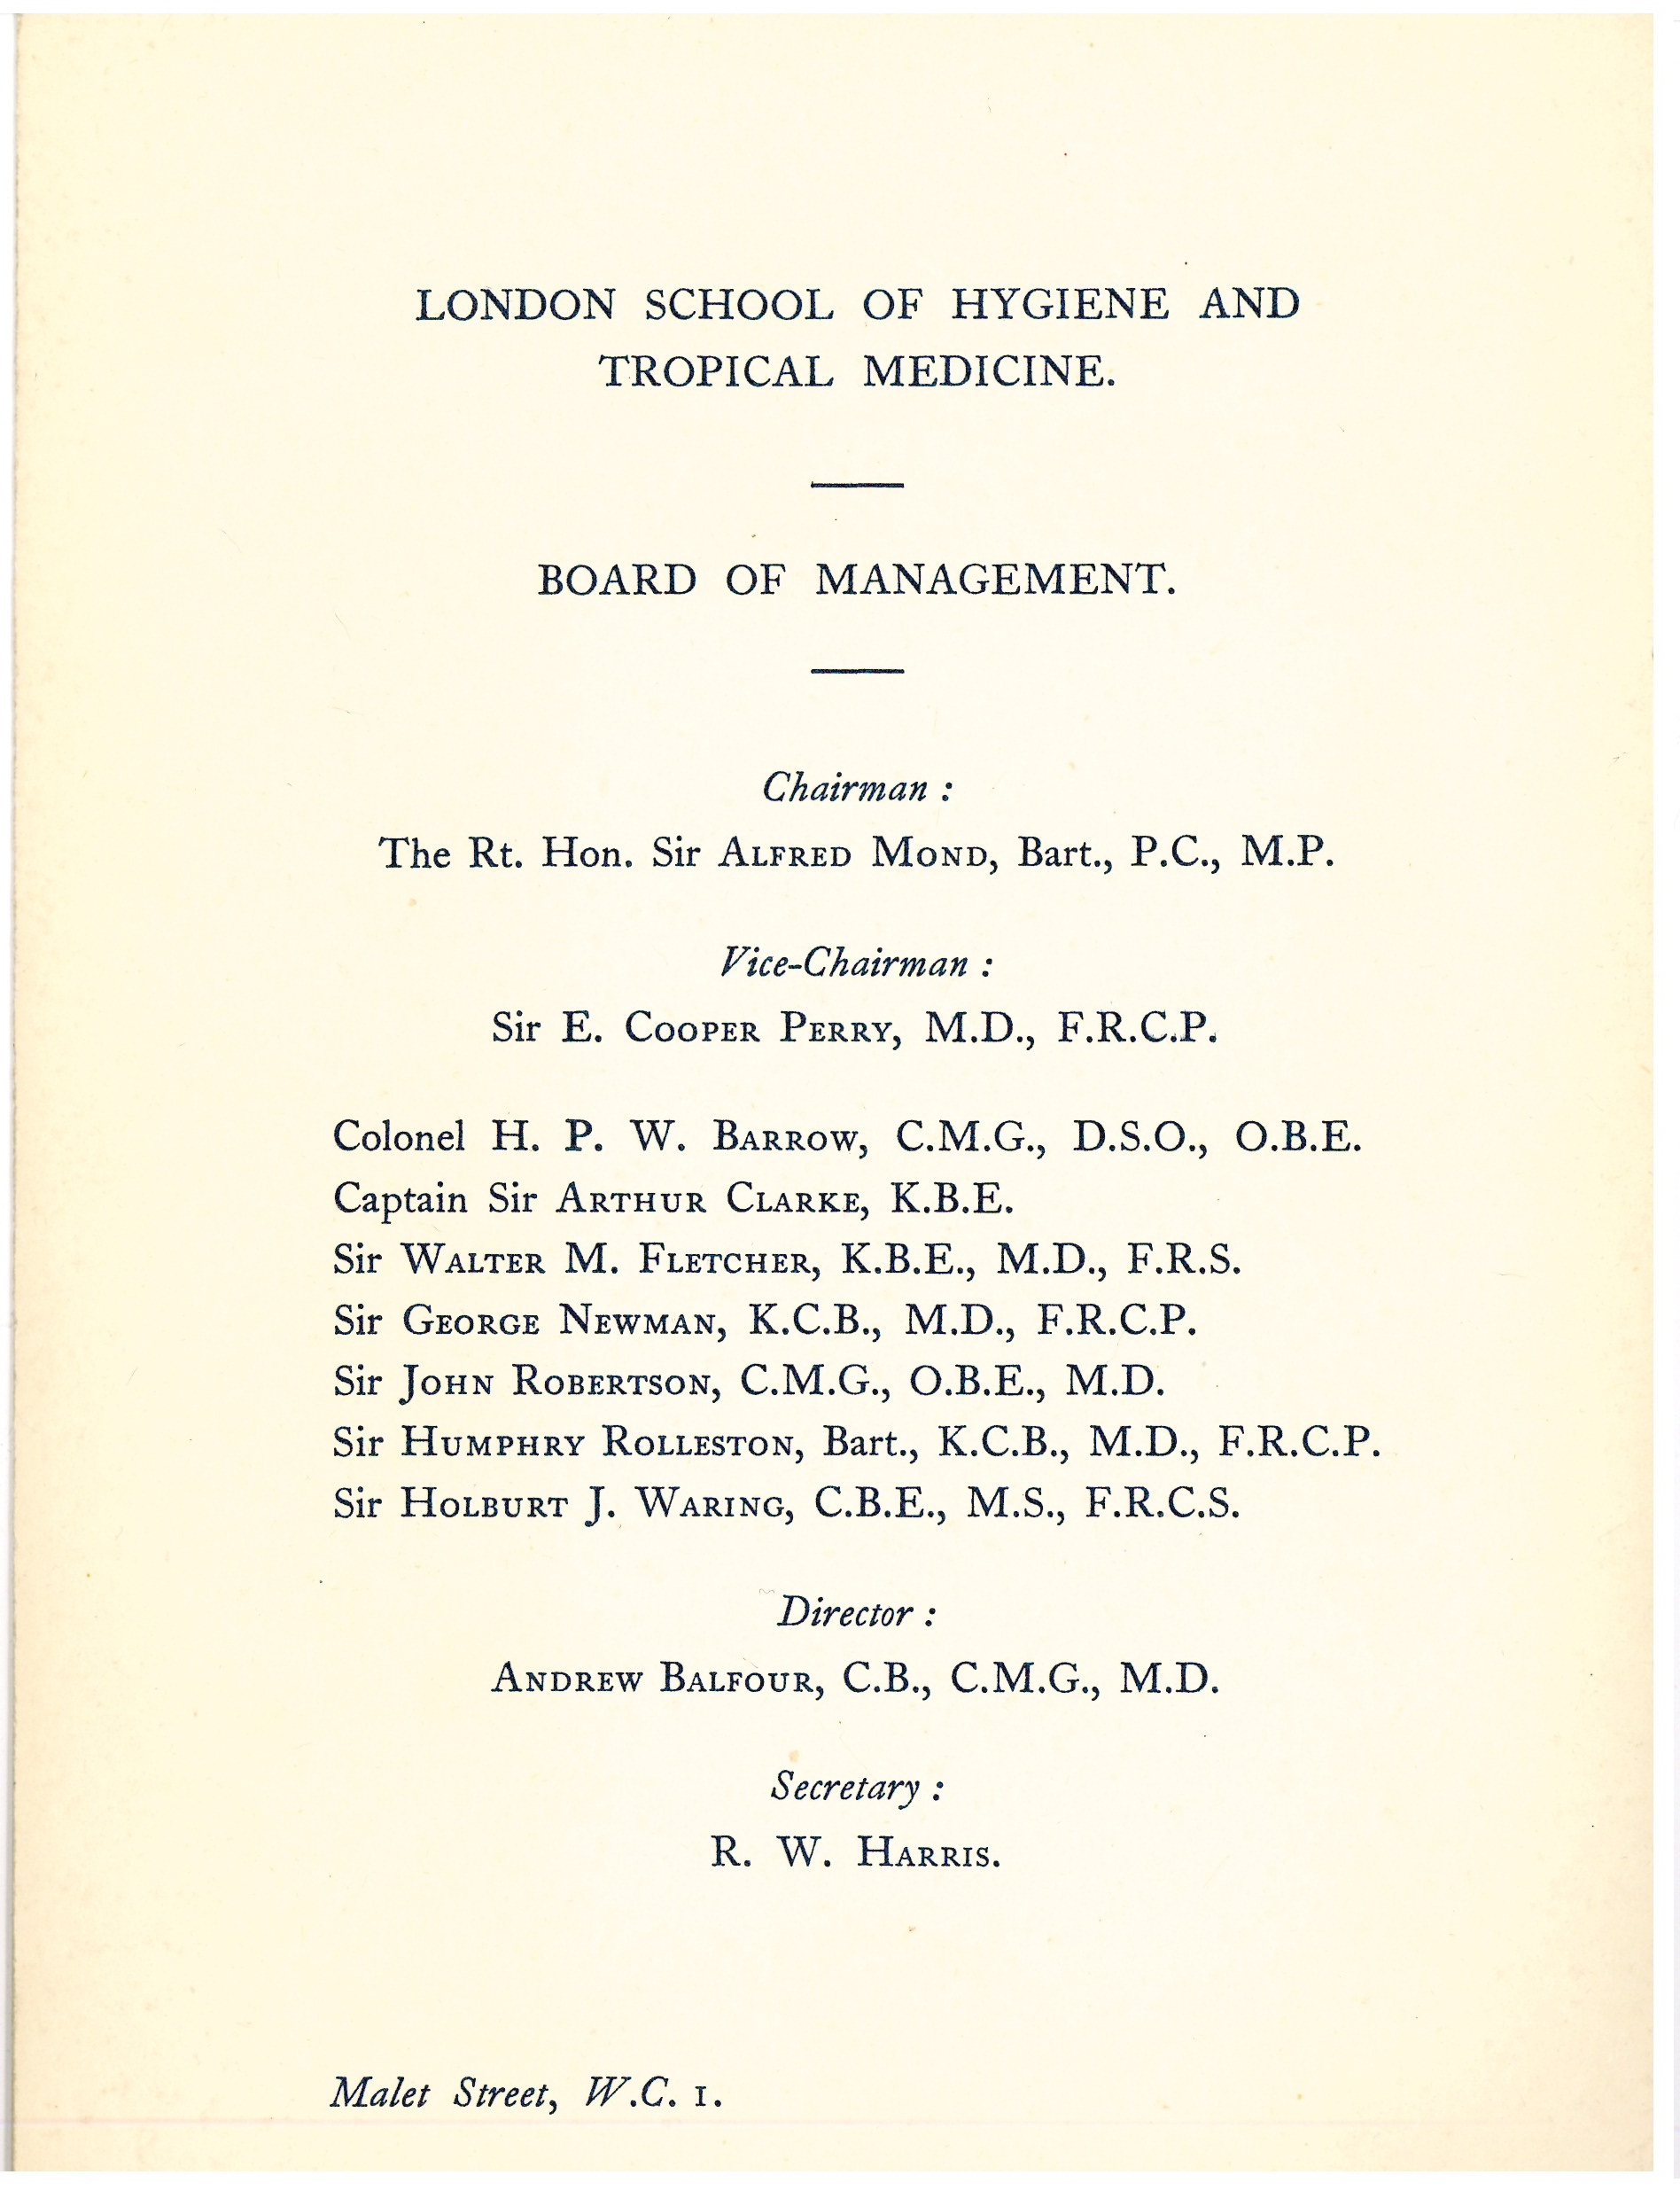 LONDON SCHOOL OF HYGIENE AND
TROPICAL MEDICINE.
BOARD OF MANAGEMENT.
Chairman :
The Rt. Hon. Sir ALFRED MOND, Bart., P.C., M.P.
Vice-Chairman :
Sir E. COOPER PERRY, M.D., F.R.C.P.
Colonel H. P. W. BARROW, C.M.G., D.S.O., O.B.E.
Captain Sir ARTHUR CLARKE, K.B.E.
Sir WALTER M. FLETCHER, K.B.E., M.D., F.R.S.
Sir GEORGE NEWMAN, K.C.B., M.D., F.R.C.P.
Sir JOHN ROBERTSON, C.M.G., O.B.E., M.D.
Sir HUMPHRY ROLLESTON, Bart., K.C.B., M.D., F.R.C.P.
Sir HOLBURT J. WARING, C.B.E., M.S., F.R.C.S.
Director :
ANDREW BALFOUR, C.B., C.M.G., M.D.
Secretary :
R. W. HARRIS.
Malet Street, W.C. 1.